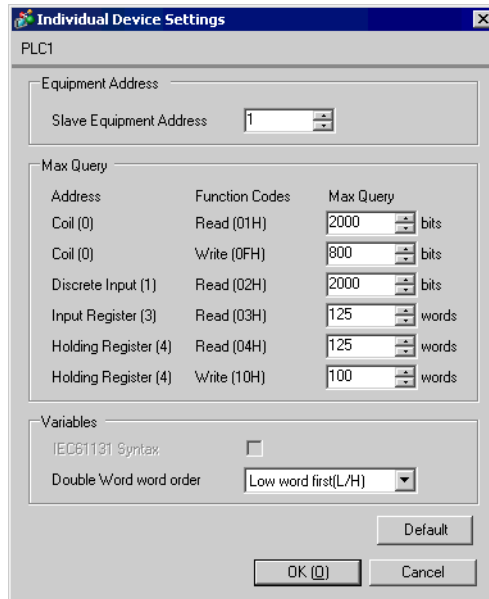 Individual Device Settings
PLC1
Equipment Address
Slave Equipment Address 1
Max Query
Address Function Codes Max Query
Coil (0) Read (01H) 2000 bits
Coil (0) Write (0FH) 800 bits
Discrete Input (1) Read (02H) 2000 bits
Input Register (3) Read (03H) 125 words
Holding Register (4) Read (04H) 125 words
Holding Register (4) Write (10H) 100 words
Variables
IEC61131 Syntax
Double Word word order Low word first(L/H)
Default
OK (O) Cancel